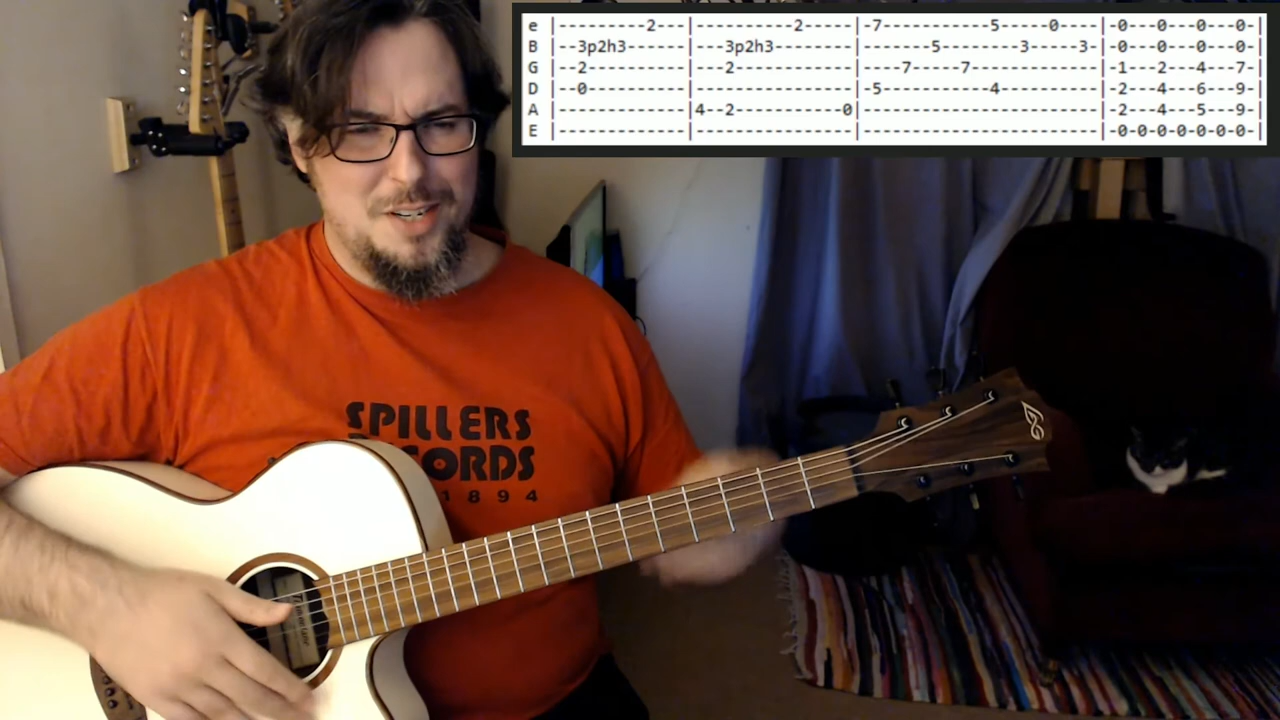 e |----------2---|----------2-----|-7----------5-----0----|-0---0---0---0-|
B |--3p2h3-------|---3p2h3--------|-------5--------3-----3-|-0---0---0---0-|
G |--2-----------|---2------------|----7-----7-------------|-1---2---4---7-|
D |--0-----------|----------------|-5-----------4----------|-2---4---6---9-|
A |--------------|4--2-----------0|------------------------|-2---4---5---9-|
E |--------------|----------------|------------------------|-0-0-0-0-0-0-0-|
SPILLERS
CORDS
1894
LAG